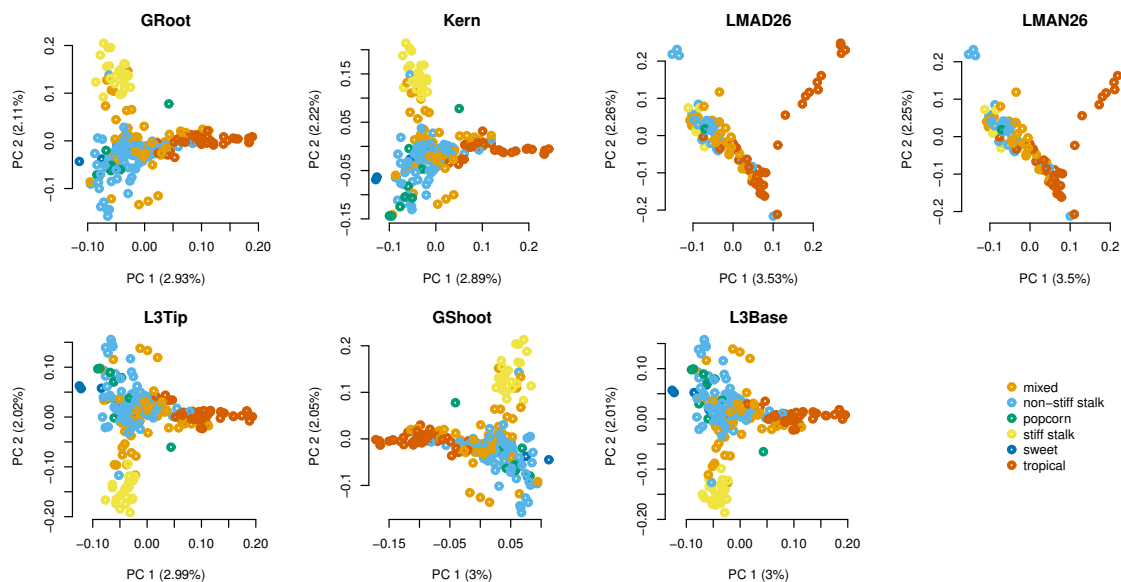 GRoot
Kern
LMAD26
LMAN26
PC 2 (2.11%)
−0.1 0.0 0.1 0.2
−0.10 0.00 0.10 0.20
PC 1 (2.93%)
PC 2 (2.22%)
−0.15 −0.05 0.05 0.15
−0.1 0.0 0.1 0.2
PC 1 (2.89%)
PC 2 (2.26%)
−0.2 −0.1 0.0 0.1 0.2
−0.1 0.0 0.1 0.2
PC 1 (3.53%)
PC 2 (2.25%)
−0.2 −0.1 0.0 0.1 0.2
−0.1 0.0 0.1 0.2
PC 1 (3.5%)
L3Tip
GShoot
L3Base
PC 2 (2.02%)
−0.20 −0.10 0.00 0.10
−0.10 0.00 0.10 0.20
PC 1 (2.99%)
PC 2 (2.05%)
−0.1 0.0 0.1 0.2
−0.15 −0.05 0.05
PC 1 (3%)
PC 2 (2.01%)
−0.20 −0.10 0.00 0.10
−0.10 0.00 0.10 0.20
PC 1 (3%)
mixed
non−stiff stalk
popcorn
stiff stalk
sweet
tropical